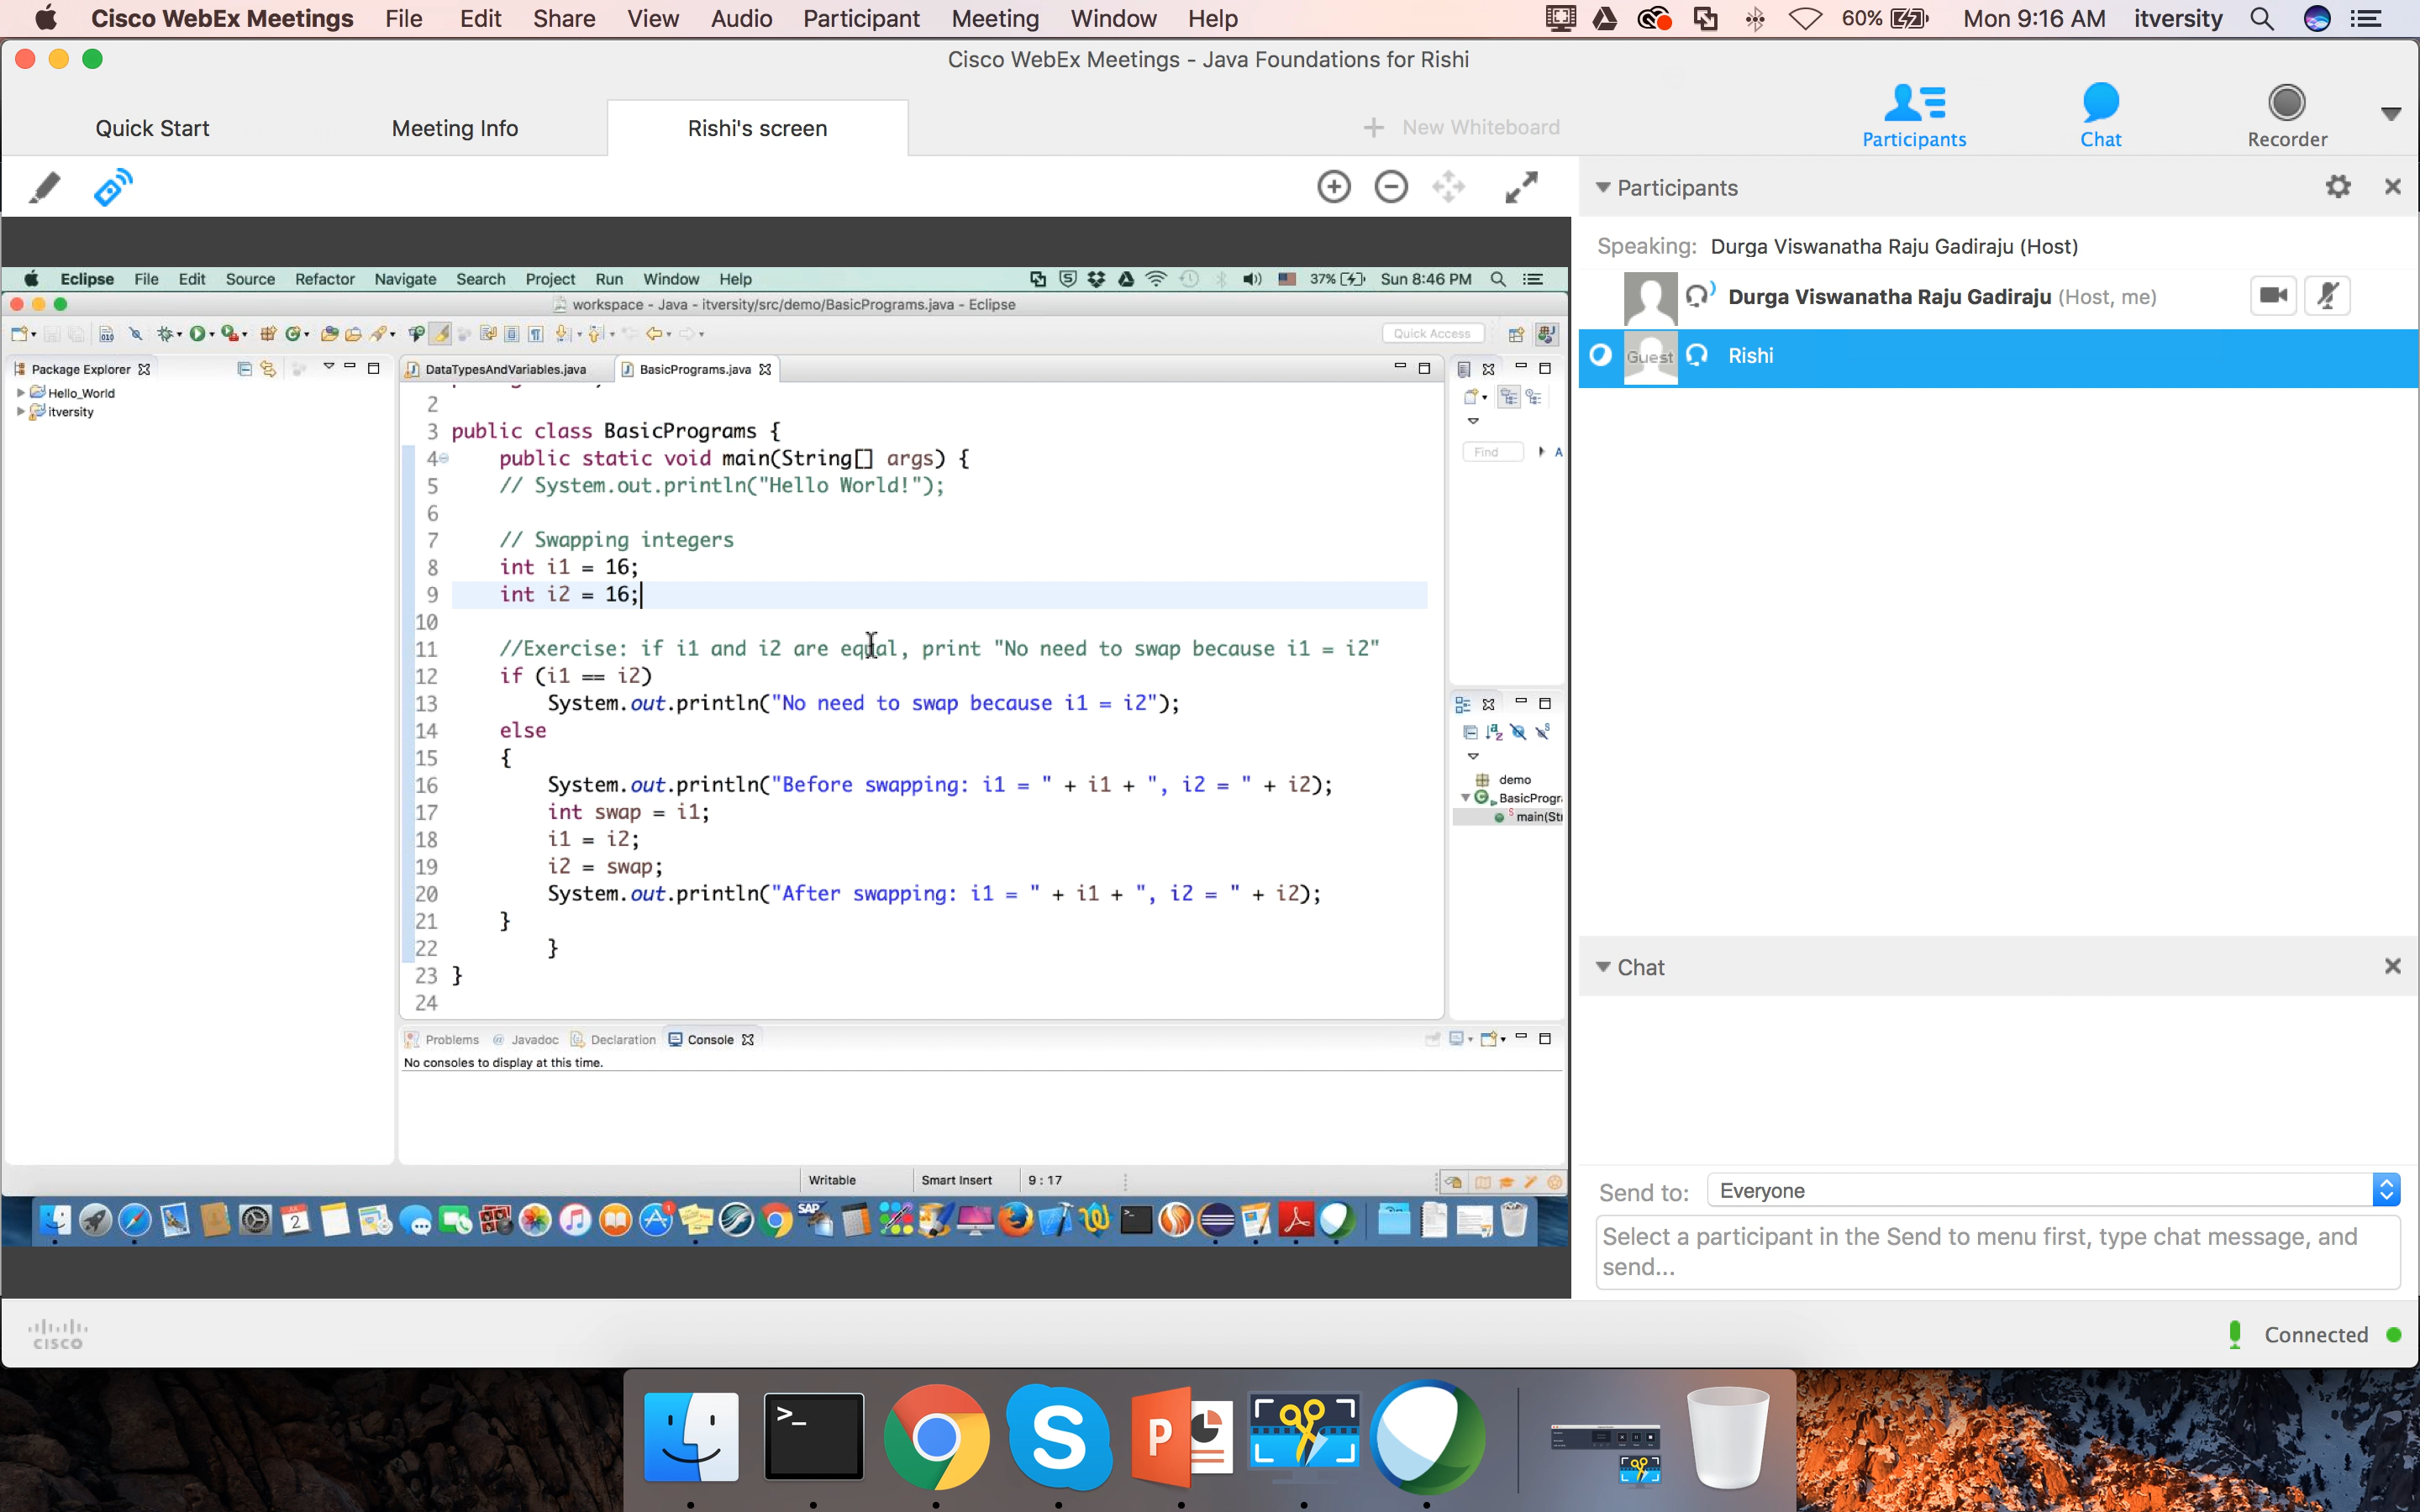 Cisco WebEx Meetings File Edit Share View Audio Participant Meeting Window Help 60% Mon 9:16 AM itversity
Cisco WebEx Meetings - Java Foundations for Rishi
Quick Start Meeting Info Rishi's screen + New Whiteboard Participants Chat Recorder
Participants
Speaking: Durga Viswanatha Raju Gadiraju (Host)
Durga Viswanatha Raju Gadiraju (Host, me)
Guest Rishi
Eclipse File Edit Source Refactor Navigate Search Project Run Window Help 37% Sun 8:46 PM
workspace - Java - itversity/src/demo/BasicPrograms.java - Eclipse
Quick Access
Package Explorer DataTypesAndVariables.java BasicPrograms.java
Hello_World
itversity
Find A
2
3 public class BasicPrograms {
4 public static void main(String[] args) {
5 // System.out.println("Hello World!");
6
7 // Swapping integers
8 int i1 = 16;
9 int i2 = 16;
10
11 //Exercise: if i1 and i2 are equal, print "No need to swap because i1 = i2"
12 if (i1 == i2)
13 System.out.println("No need to swap because i1 = i2");
14 else
15 {
16 System.out.println("Before swapping: i1 = " + i1 + ", i2 = " + i2);
17 int swap = i1;
18 i1 = i2;
19 i2 = swap;
20 System.out.println("After swapping: i1 = " + i1 + ", i2 = " + i2);
21 }
22 }
23 }
24
demo
BasicProgr
main(Str
Problems @ Javadoc Declaration Console
No consoles to display at this time.
Writable Smart Insert 9 : 17
SAP
2
Chat
Send to: Everyone
Select a participant in the Send to menu first, type chat message, and
send...
CISCO
Connected
>_
S
P